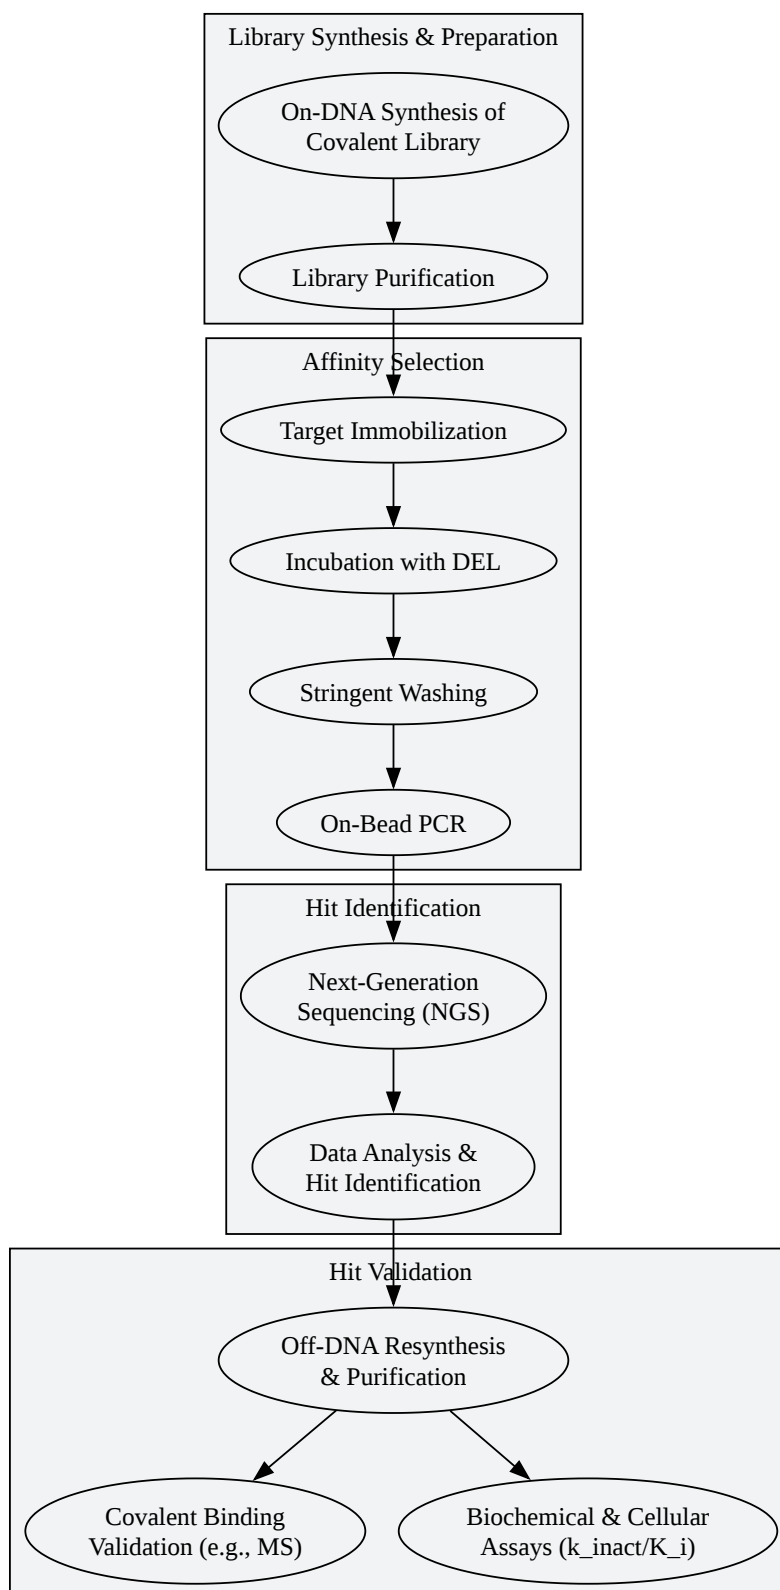 Library Synthesis & Preparation
On-DNA Synthesis of
Covalent Library
Library Purification
Affinity Selection
Target Immobilization
Incubation with DEL
Stringent Washing
On-Bead PCR
Hit Identification
Next-Generation
Sequencing (NGS)
Data Analysis &
Hit Identification
Hit Validation
Off-DNA Resynthesis
& Purification
Covalent Binding
Validation (e.g., MS)
Biochemical & Cellular
Assays (k_inact/K_i)